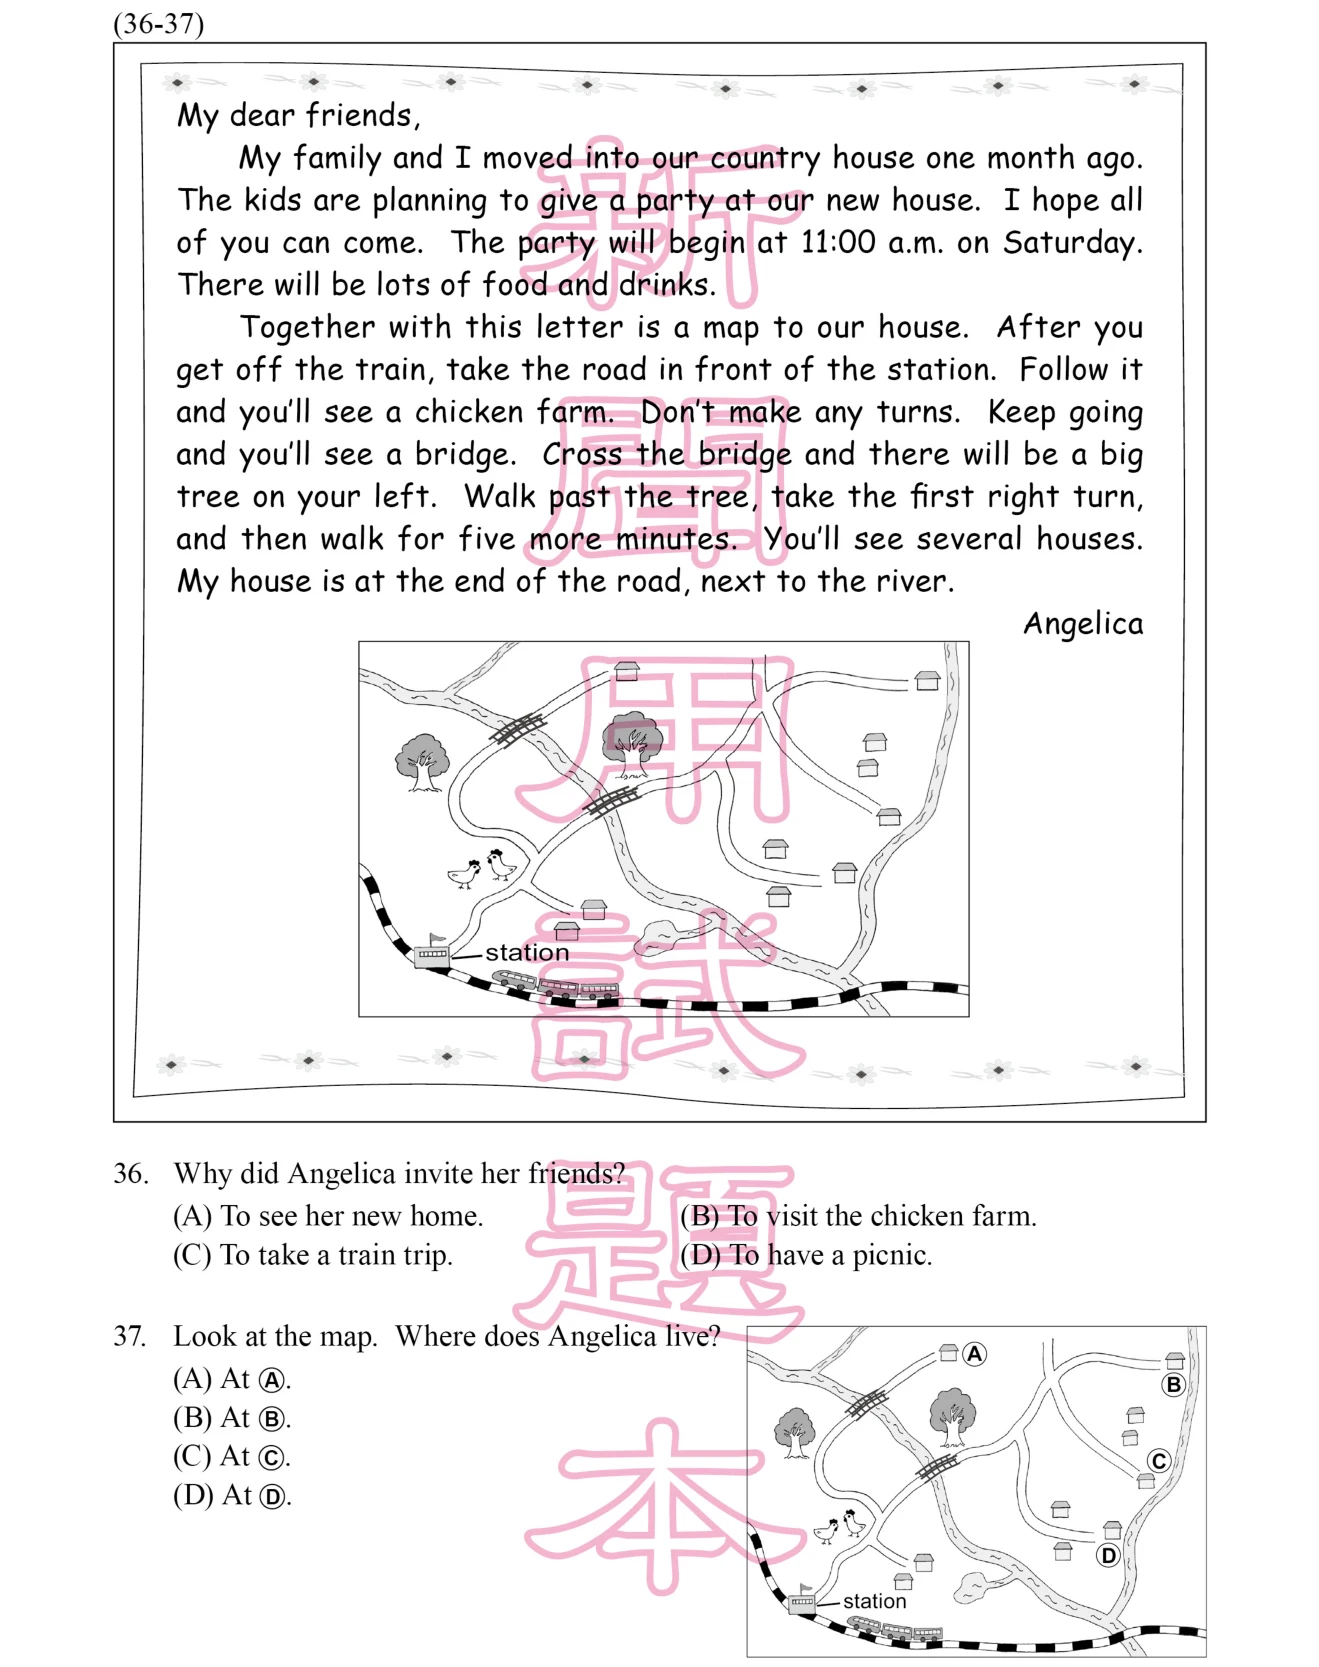 (36-37)
My dear friends,
My family and I moved into our country house one month ago.
The kids are planning to give a party at our new house. I hope all
of you can come. The party will begin at 11:00 a.m. on Saturday.
There will be lots of food and drinks.
Together with this letter is a map to our house. After you
get off the train, take the road in front of the station. Follow it
and you'll see a chicken farm. Don't make any turns. Keep going
and you'll see a bridge. Cross the bridge and there will be a big
tree on your left. Walk past the tree, take the first right turn,
and then walk for five more minutes. You'll see several houses.
My house is at the end of the road, next to the river.
Angelica
station
36. Why did Angelica invite her friends?
(A) To see her new home. (B) To visit the chicken farm.
(C) To take a train trip. (D) To have a picnic.
37. Look at the map. Where does Angelica live?
(A) At Ⓐ.
(B) At Ⓑ.
(C) At Ⓒ.
(D) At Ⓓ.
Ⓐ
Ⓑ
Ⓒ
Ⓓ
station
新聞用試題本